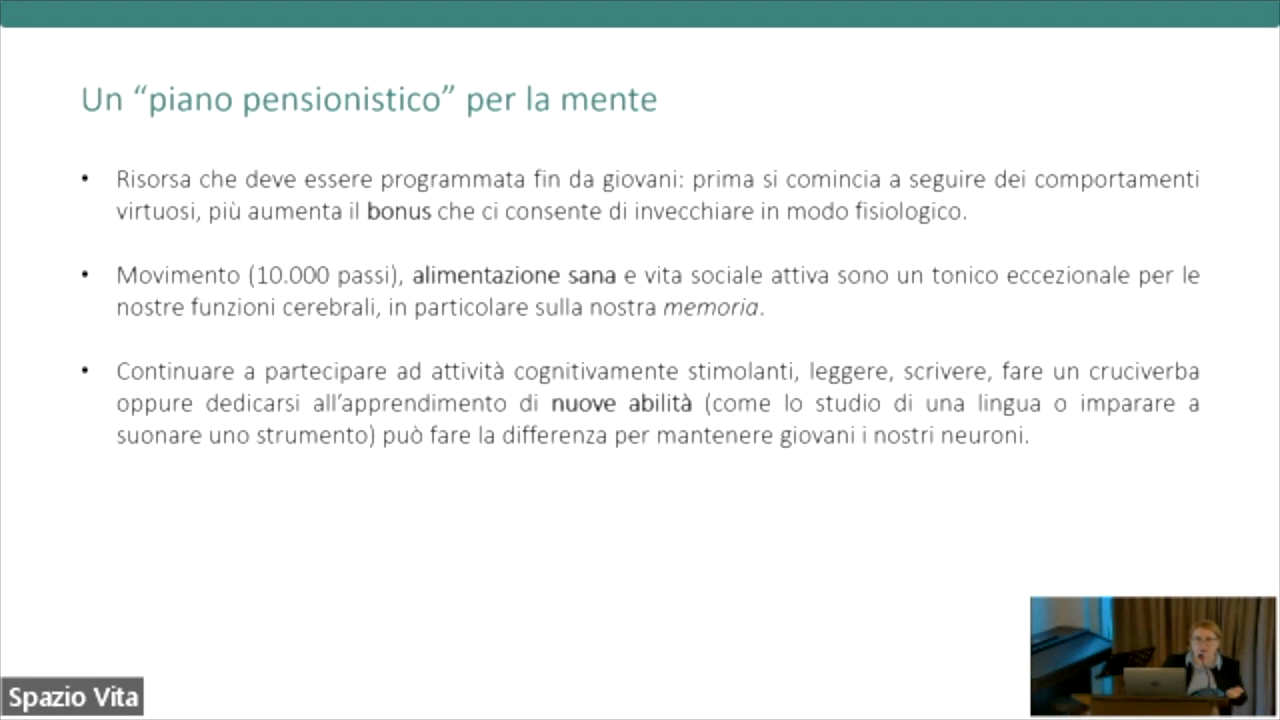 Un “piano pensionistico” per la mente
• Risorsa che deve essere programmata fin da giovani: prima si comincia a seguire dei comportamenti
virtuosi, più aumenta il bonus che ci consente di invecchiare in modo fisiologico.
• Movimento (10.000 passi), alimentazione sana e vita sociale attiva sono un tonico eccezionale per le
nostre funzioni cerebrali, in particolare sulla nostra memoria.
• Continuare a partecipare ad attività cognitivamente stimolanti, leggere, scrivere, fare un cruciverba
oppure dedicarsi all’apprendimento di nuove abilità (come lo studio di una lingua o imparare a
suonare uno strumento) può fare la differenza per mantenere giovani i nostri neuroni.
Spazio Vita